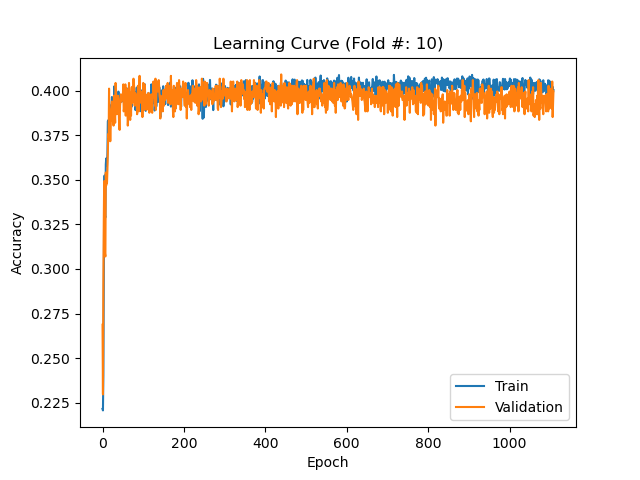 Learning Curve (Fold #: 10)
Accuracy
0.400
0.375
0.350
0.325
0.300
0.275
0.250
0.225
0 200 400 600 800 1000
Epoch
Train
Validation